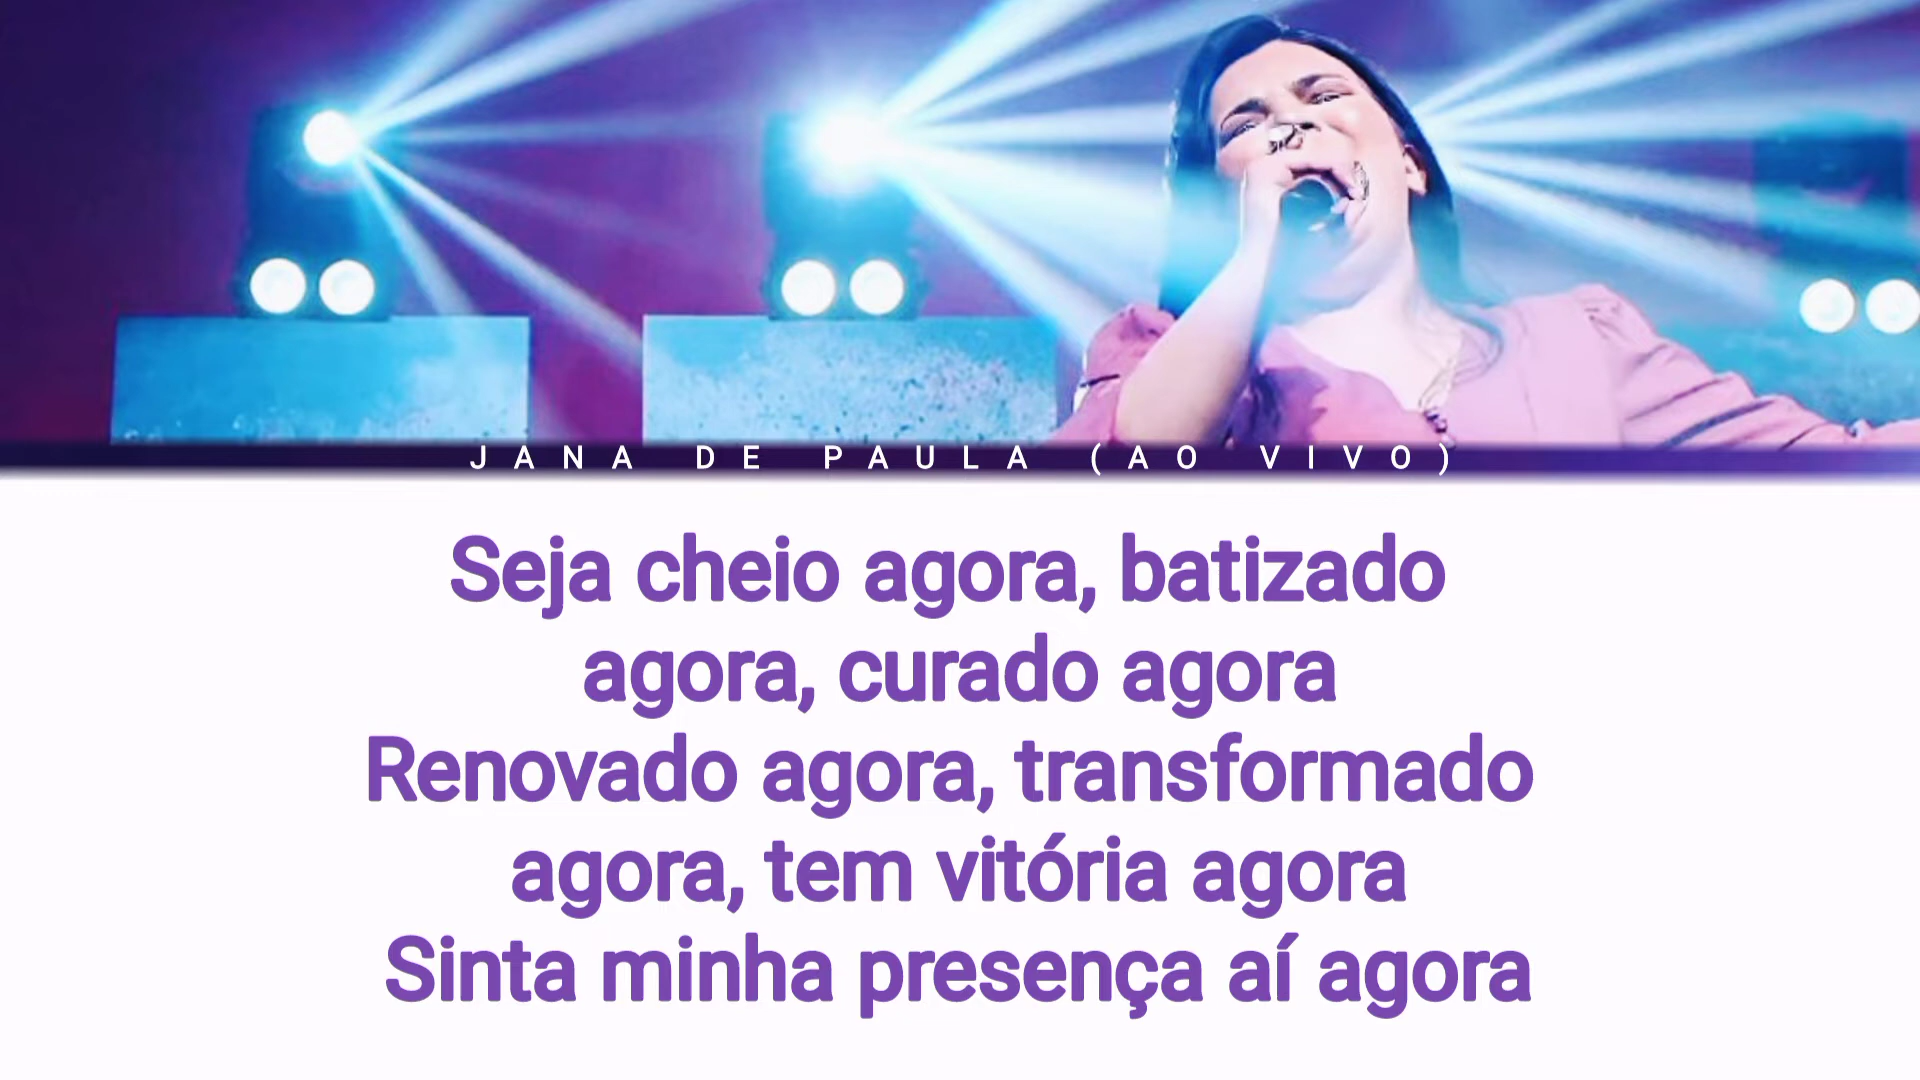 JANA DE PAULA (AO VIVO)
Seja cheio agora, batizado
agora, curado agora
Renovado agora, transformado
agora, tem vitória agora
Sinta minha presença aí agora